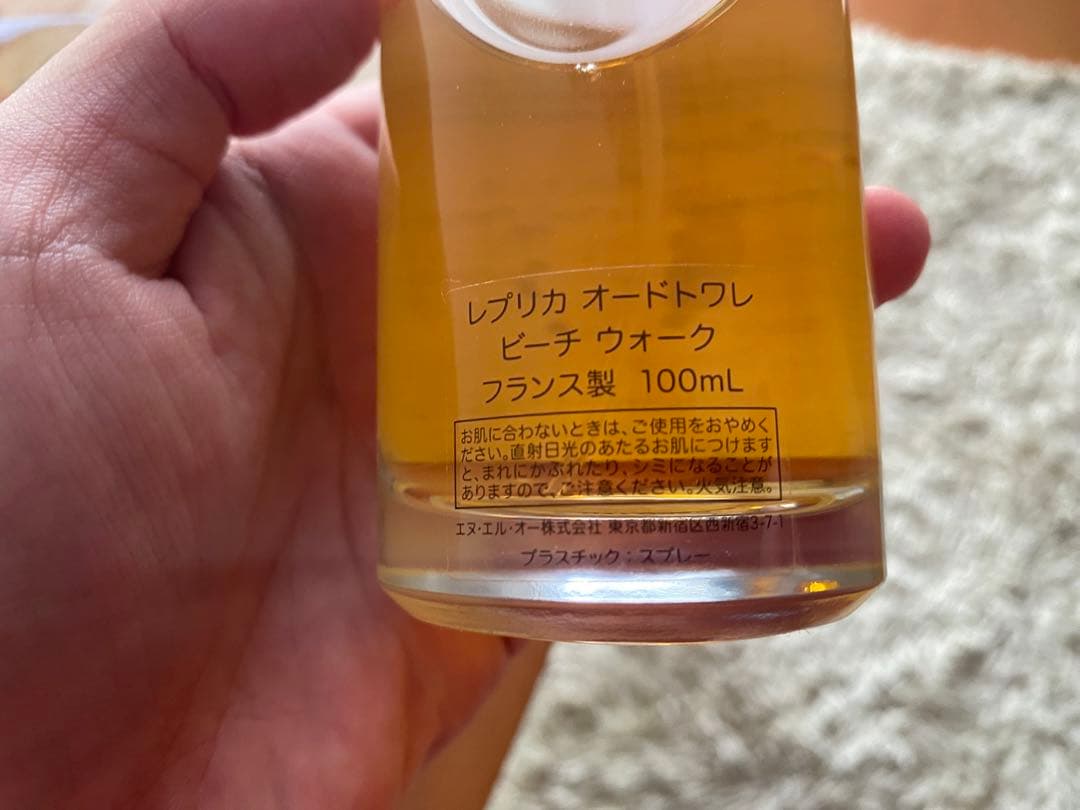 レプリカ オードトワレ
ビーチ ウォーク
フランス製 100mL
お肌に合わないときは、ご使用をおやめく
ださい。直射日光のあたるお肌につけます
と、まれにかぶれたり、シミになることが
ありますので、ご注意ください。火気注意。
エヌ・エル・オー株式会社 東京都新宿区西新宿3-7-1
プラスチック：スプレー